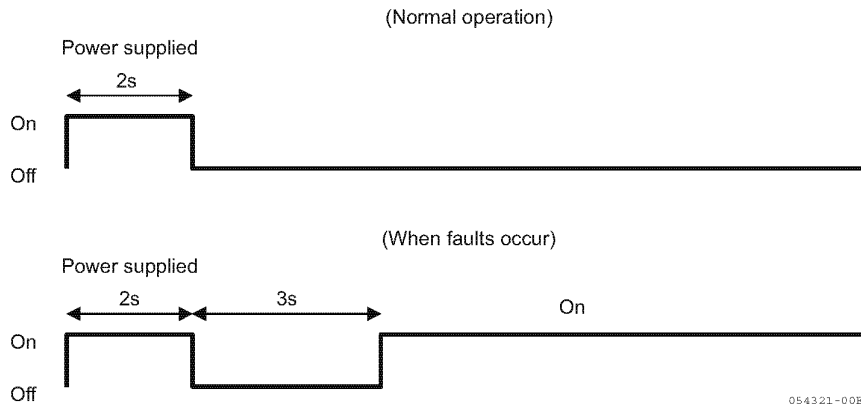 (Normal operation)
Power supplied
2s
On
Off
(When faults occur)
Power supplied
2s 3s On
On
Off